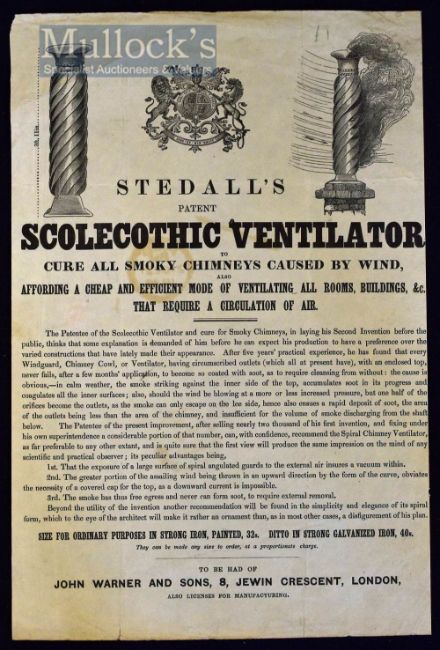 Mullock's
Specialist Auctioneers & Valuers
3ft. 11in.
STEDALL'S
PATENT
SCOLECOTHIC VENTILATOR
TO
CURE ALL SMOKY CHIMNEYS CAUSED BY WIND,
ALSO
AFFORDING A CHEAP AND EFFICIENT MODE OF VENTILATING ALL ROOMS, BUILDINGS, &c.
THAT REQUIRE A CIRCULATION OF AIR.
The Patentee of the Scolecothic Ventilator and cure for Smoky Chimneys, in laying his Second Invention before the
public, thinks that some explanation is demanded of him before he can expect his production to have a preference over the
varied constructions that have lately made their appearance. After five years' practical experience, he has found that every
Windguard, Chimney Cowl, or Ventilator, having circumscribed outlets (which all at present have), with an enclosed top,
never fails, after a few months' application, to become so coated with soot, as to require cleansing from without: the cause is
obvious,—in calm weather, the smoke striking against the inner side of the top, accumulates soot in its progress and
coagulates all the inner surfaces; also, should the wind be blowing at a more or less increased pressure, but one half of the
orifices become outlets, as the smoke can only escape on the lee side, hence also ensues a rapid deposit of soot, the area
of the outlets being less than the area of the chimney, and insufficient for the volume of smoke discharging from the shaft
below. The Patentee of the present improvement, after selling nearly two thousand of his first invention, and fixing under
his own superintendence a considerable portion of that number, can, with confidence, recommend the Spiral Chimney Ventilator,
as far preferable to any other extant, and is quite sure that the first view will produce the same impression on the mind of any
scientific and practical observer; its peculiar advantages being,
1st. That the exposure of a large surface of spiral angulated guards to the external air insures a vacuum within.
2nd. The greater portion of the assailing wind being thrown in an upward direction by the form of the curve, obviates
the necessity of a covered cap for the top, as a downward current is impossible.
3rd. The smoke has thus free egress and never can form soot, to require external removal.
Beyond the utility of the invention another recommendation will be found in the simplicity and elegance of its spiral
form, which to the eye of the architect will make it rather an ornament than, as in most other cases, a disfigurement of his plan.
SIZE FOR ORDINARY PURPOSES IN STRONG IRON, PAINTED, 32s. DITTO IN STRONG GALVANIZED IRON, 40s.
They can be made any size to order, at a proportionate charge.
TO BE HAD OF
JOHN WARNER AND SONS, 8, JEWIN CRESCENT, LONDON,
ALSO LICENSES FOR MANUFACTURING.